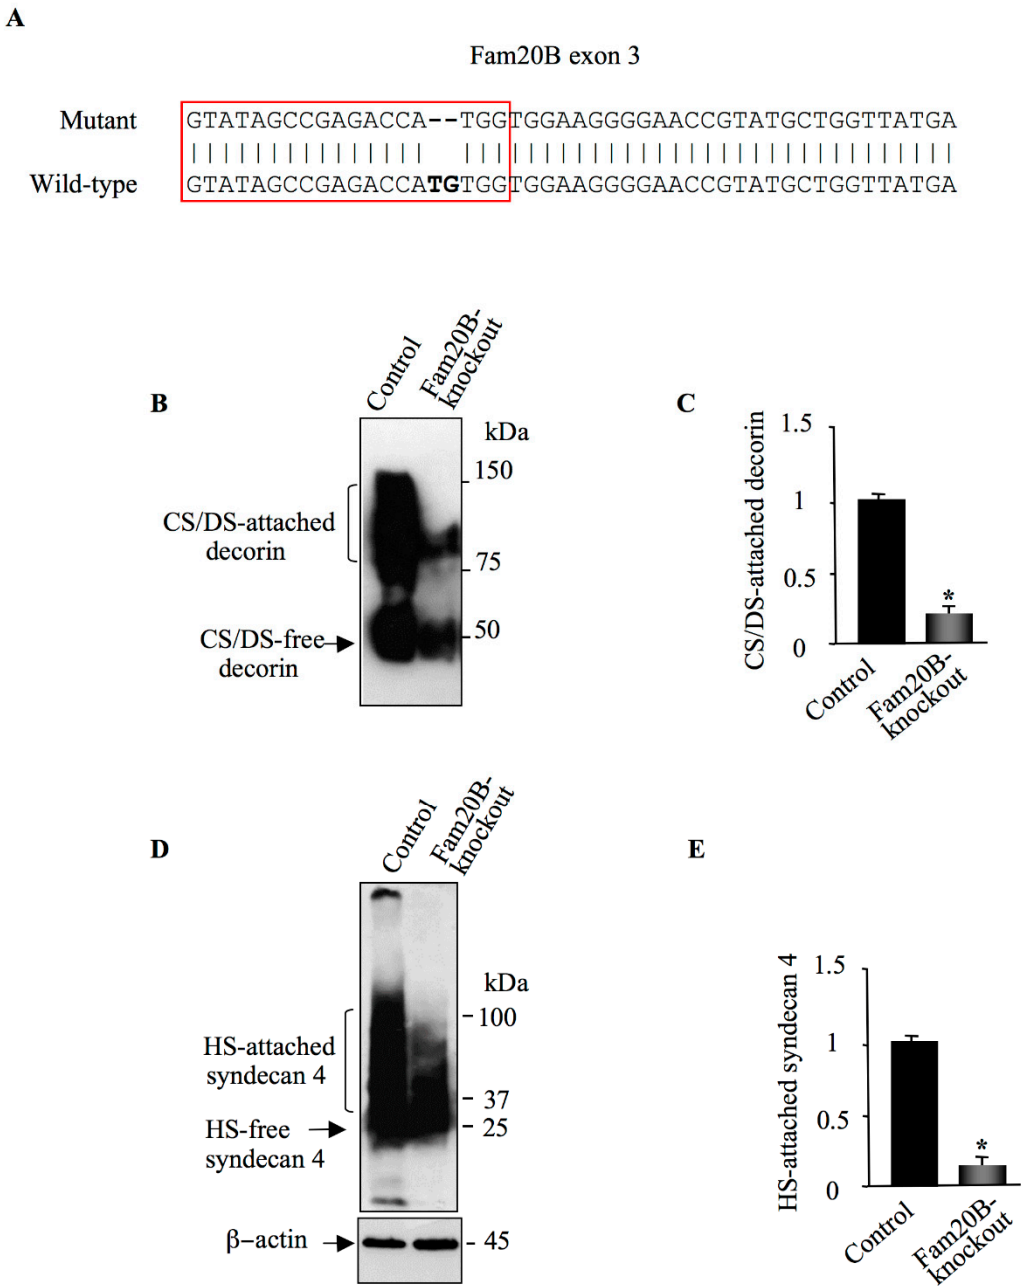 A
Fam20B exon 3
Mutant GTATAGCCGAGACCA--TGGTGGAAGGGGAACCGTATGCTGGTTATGA
Wild-type GTATAGCCGAGACCATGTGGTGGAAGGGGAACCGTATGCTGGTTATGA
B
Control
Fam20B-
knockout
kDa
150
CS/DS-attached
decorin
75
50
CS/DS-free
decorin
C
CS/DS-attached decorin
1.5
1
0.5
0
*
Control
Fam20B-
knockout
D
Control
Fam20B-
knockout
kDa
100
HS-attached
syndecan 4
37
25
HS-free
syndecan 4
β-actin
45
E
HS-attached syndecan 4
1.5
1
0.5
0
*
Control
Fam20B-
knockout